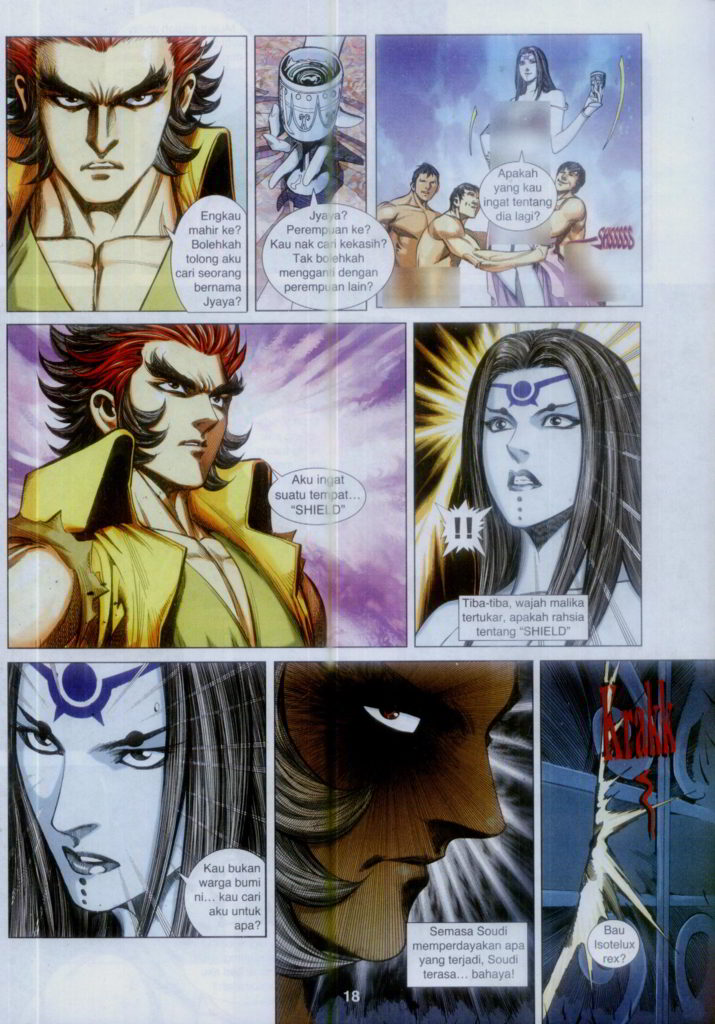 Engkau
mahir ke?
Bolehkah
tolong aku
cari seorang
bernama
Jyaya?
Jyaya?
Perempuan ke?
Kau nak cari kekasih?
Tak bolehkah
mengganti dengan
perempuan lain?
Apakah
yang kau
ingat tentang
dia lagi?
SHOOSSS
Aku ingat
suatu tempat...
“SHIELD”
!!
Tiba-tiba, wajah malika
tertukar, apakah rahsia
tentang “SHIELD”
Kau bukan
warga bumi
ni... kau cari
aku untuk
apa?
Semasa Soudi
memperdayakan apa
yang terjadi, Soudi
terasa... bahaya!
Krakk
Bau
Isotelux
rex?
18